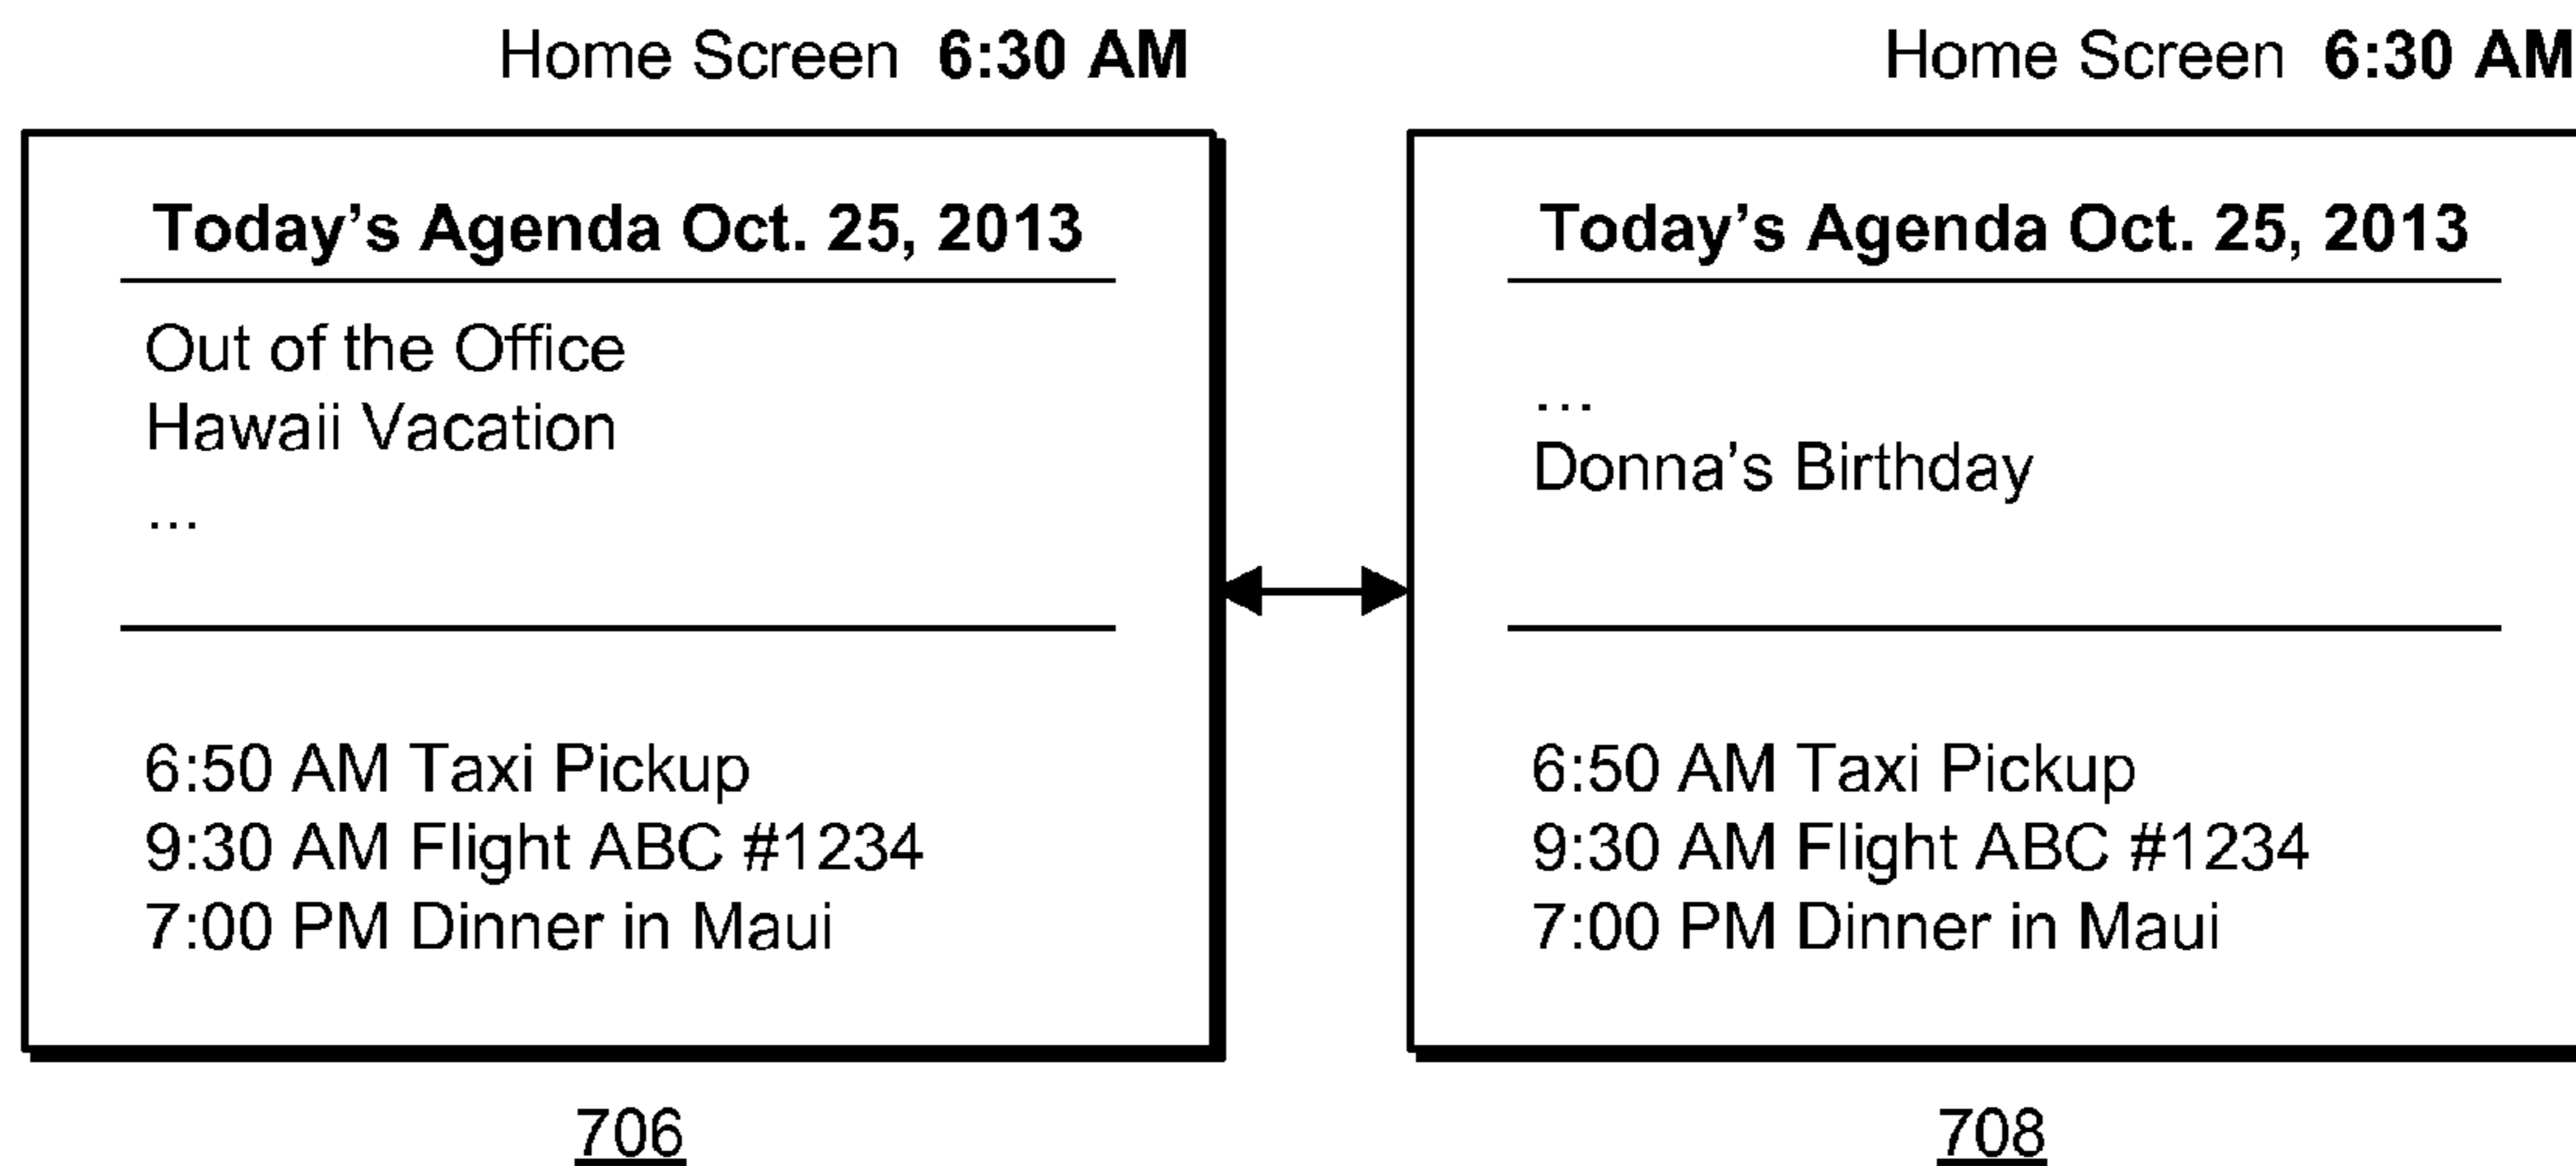 Home Screen 6:30 AM
Today's Agenda Oct. 25, 2013
Out of the Office
Hawaii Vacation
...
6:50 AM Taxi Pickup
9:30 AM Flight ABC #1234
7:00 PM Dinner in Maui
706
Home Screen 6:30 AM
Today's Agenda Oct. 25, 2013
...
Donna's Birthday
6:50 AM Taxi Pickup
9:30 AM Flight ABC #1234
7:00 PM Dinner in Maui
708